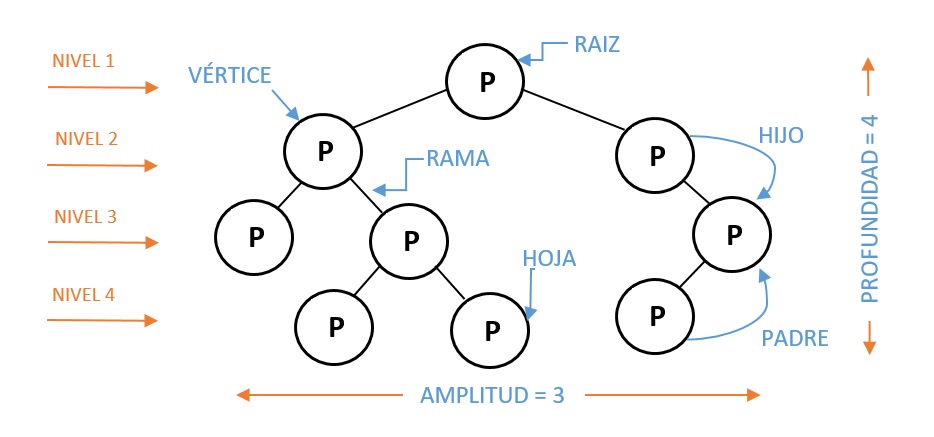 NIVEL 1
RAIZ
VÉRTICE
P
NIVEL 2
HIJO
P
P
RAMA
NIVEL 3
P
P
P
HOJA
NIVEL 4
P
P
P
PADRE
PROFUNDIDAD = 4
AMPLITUD = 3